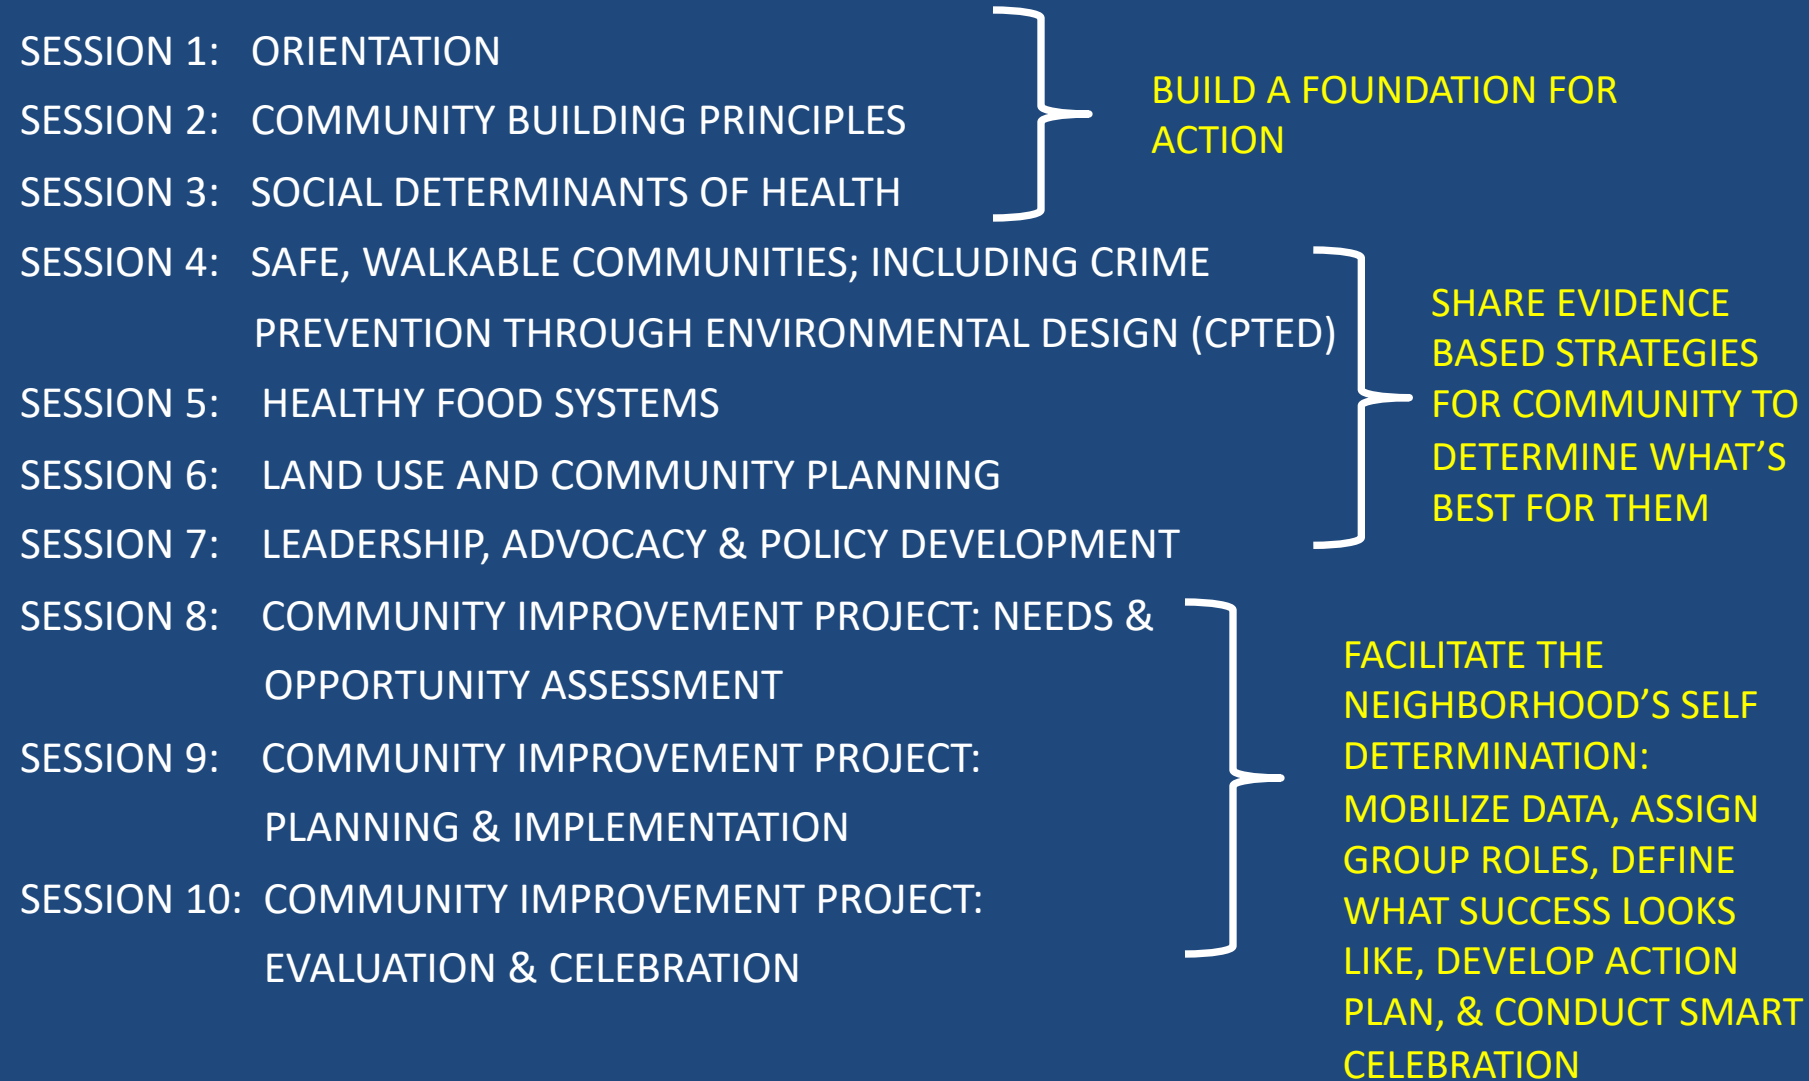 SESSION 1: ORIENTATION
SESSION 2: COMMUNITY BUILDING PRINCIPLES
SESSION 3: SOCIAL DETERMINANTS OF HEALTH
BUILD A FOUNDATION FOR
ACTION
SESSION 4: SAFE, WALKABLE COMMUNITIES; INCLUDING CRIME
PREVENTION THROUGH ENVIRONMENTAL DESIGN (CPTED)
SESSION 5: HEALTHY FOOD SYSTEMS
SESSION 6: LAND USE AND COMMUNITY PLANNING
SESSION 7: LEADERSHIP, ADVOCACY & POLICY DEVELOPMENT
SHARE EVIDENCE
BASED STRATEGIES
FOR COMMUNITY TO
DETERMINE WHAT’S
BEST FOR THEM
SESSION 8: COMMUNITY IMPROVEMENT PROJECT: NEEDS &
OPPORTUNITY ASSESSMENT
SESSION 9: COMMUNITY IMPROVEMENT PROJECT:
PLANNING & IMPLEMENTATION
SESSION 10: COMMUNITY IMPROVEMENT PROJECT:
EVALUATION & CELEBRATION
FACILITATE THE
NEIGHBORHOOD’S SELF
DETERMINATION:
MOBILIZE DATA, ASSIGN
GROUP ROLES, DEFINE
WHAT SUCCESS LOOKS
LIKE, DEVELOP ACTION
PLAN, & CONDUCT SMART
CELEBRATION